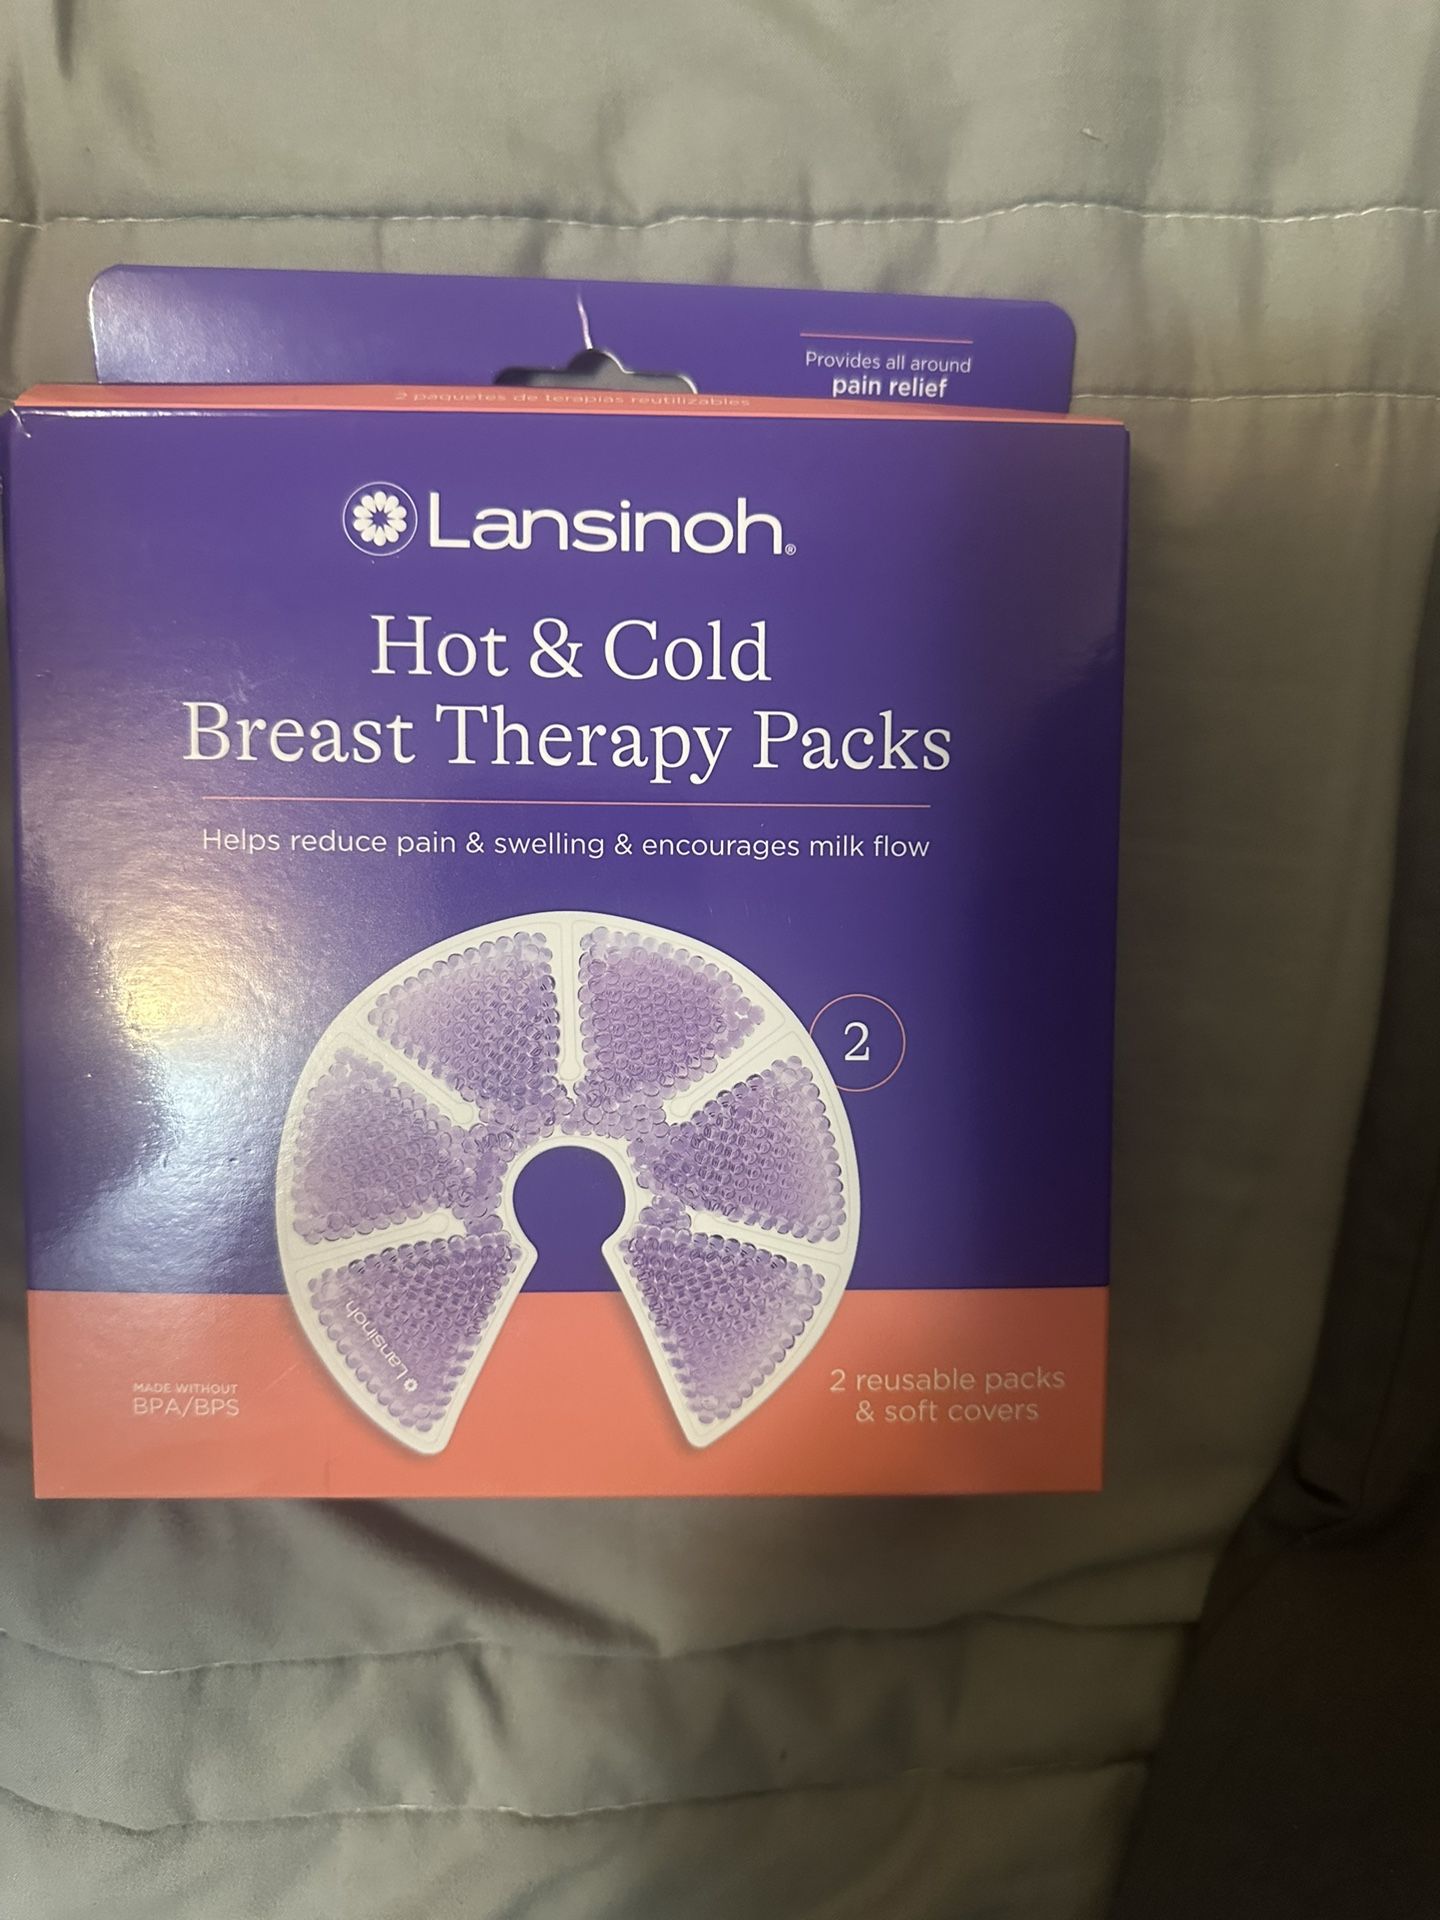 Provides all around
pain relief
2 paquetes de terapias reutilizables
Lansinoh®
Hot & Cold
Breast Therapy Packs
Helps reduce pain & swelling & encourages milk flow
2
Lansinoh
MADE WITHOUT
BPA/BPS
2 reusable packs
& soft covers